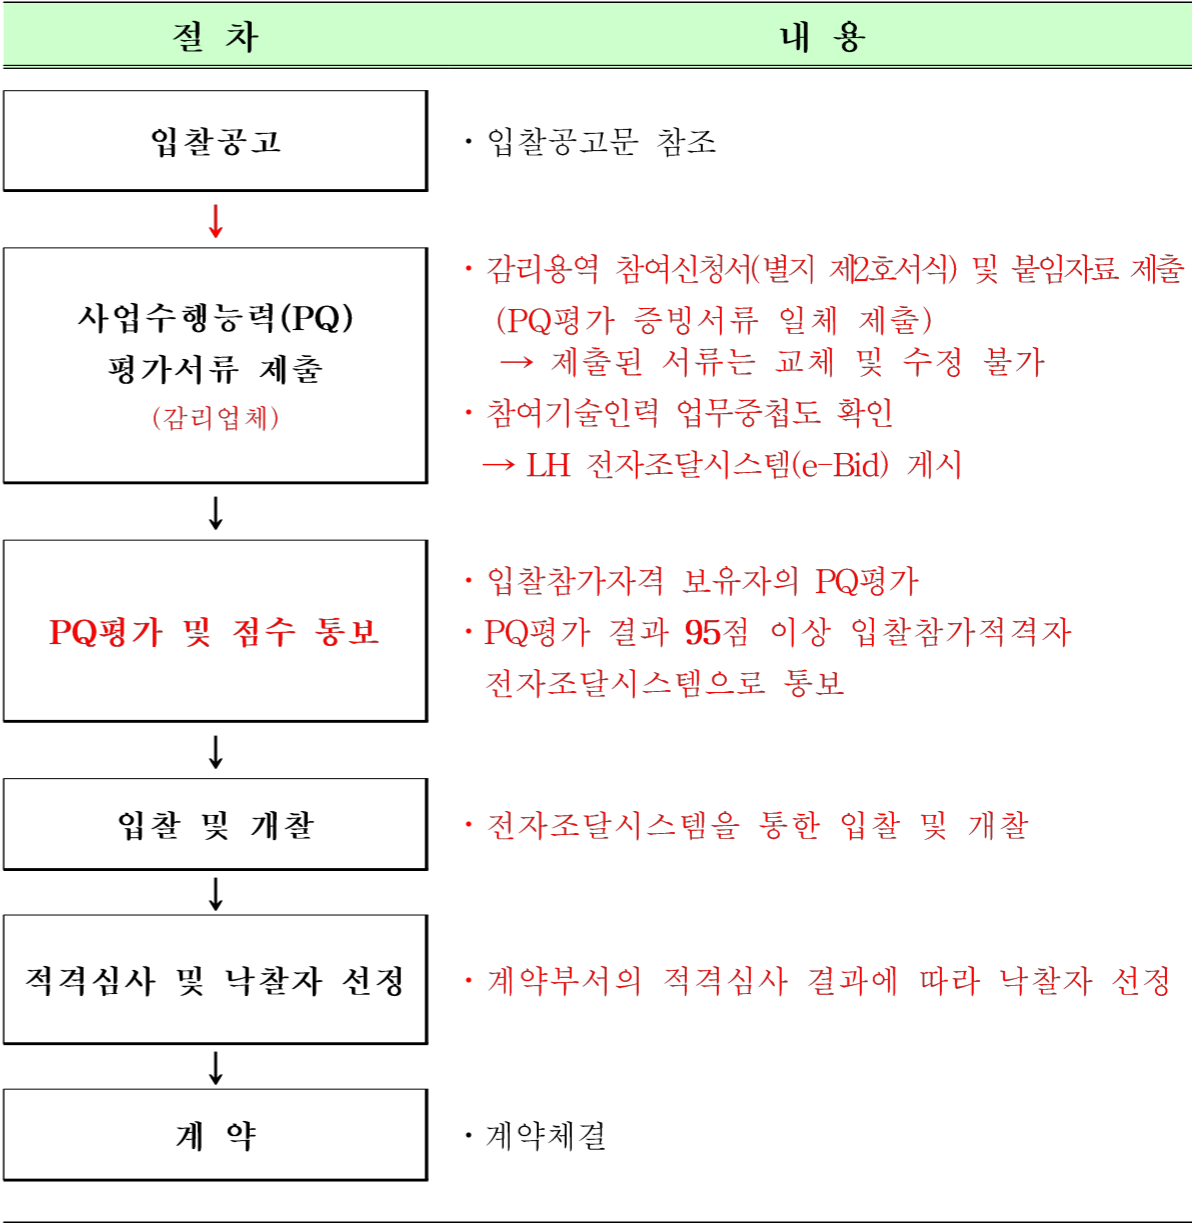 절 차 내 용
입찰공고 ・입찰공고문 참조
↓
・감리용역 참여신청서(별지 제2호서식) 및 붙임자료 제출
사업수행능력(PQ) (PQ평가 증빙서류 일체 제출)
평가서류 제출 → 제출된 서류는 교체 및 수정 불가
(감리업체) ・참여기술인력 업무중첩도 확인
→ LH 전자조달시스템(e-Bid) 게시
↓
・입찰참가자격 보유자의 PQ평가
PQ평가 및 점수 통보 ・PQ평가 결과 95점 이상 입찰참가적격자
전자조달시스템으로 통보
↓
입찰 및 개찰 ・전자조달시스템을 통한 입찰 및 개찰
↓
적격심사 및 낙찰자 선정 ・계약부서의 적격심사 결과에 따라 낙찰자 선정
↓
계 약 ・계약체결